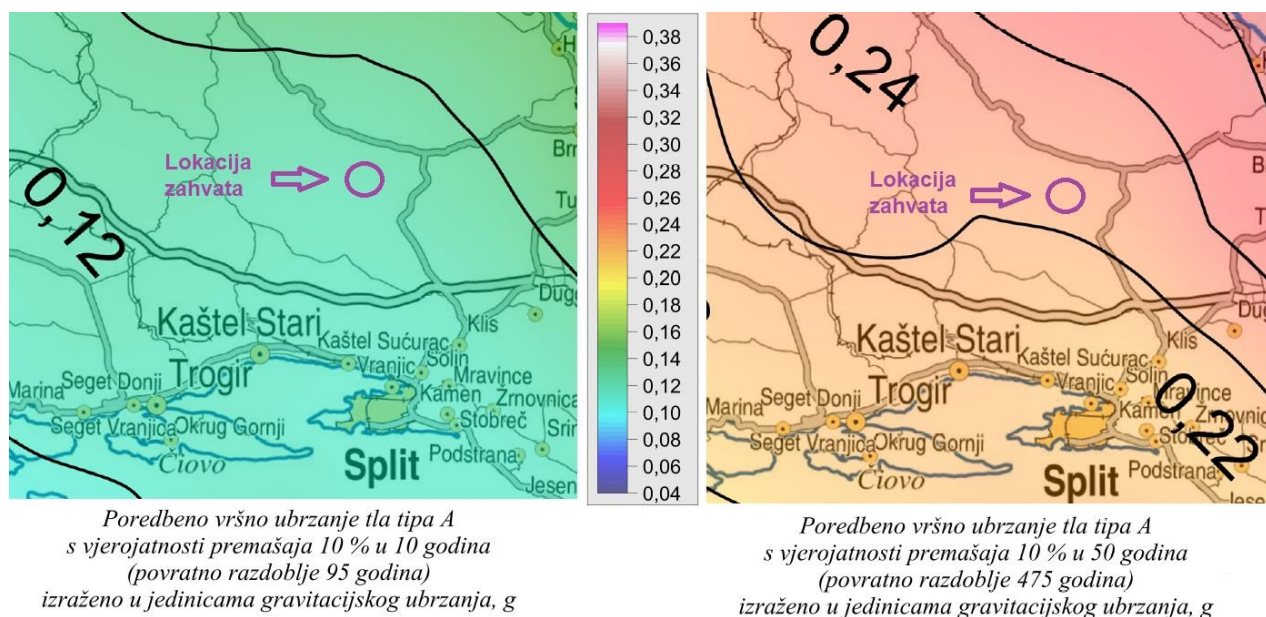 0,12
Lokacija
zahvata
H
Brn
Tu
Dug
Klis
Kaštel Stari
Kaštel Sućurac
Solin
Trogir
Vranjic
Mravince
Marina
Seget Donji
Kamen
Žrnovnica
Stobreč
Seget Vranjica
Okrug Gornji
Srin
Čiovo
Split
Podstrana
Jesen
Poredbeno vršno ubrzanje tla tipa A
s vjerojatnosti premašaja 10 % u 10 godina
(povratno razdoblje 95 godina)
izraženo u jedinicama gravitacijskog ubrzanja, g
0,38
0,36
0,34
0,32
0,30
0,28
0,26
0,24
0,22
0,20
0,18
0,16
0,14
0,12
0,10
0,08
0,06
0,04
0,24
Lokacija
zahvata
H
B
T
Dug
Klis
Kaštel Stari
Kaštel Sućurac
Solin
Trogir
Vranjic
Mravince
Marina
Seget Donji
Kamen
Žrnovni
0,22
Seget Vranjica
Okrug Gornji
Čiovo
Split
Podstrana
Jese
Poredbeno vršno ubrzanje tla tipa A
s vjerojatnosti premašaja 10 % u 50 godina
(povratno razdoblje 475 godina)
izraženo u jedinicama gravitacijskog ubrzanja, g